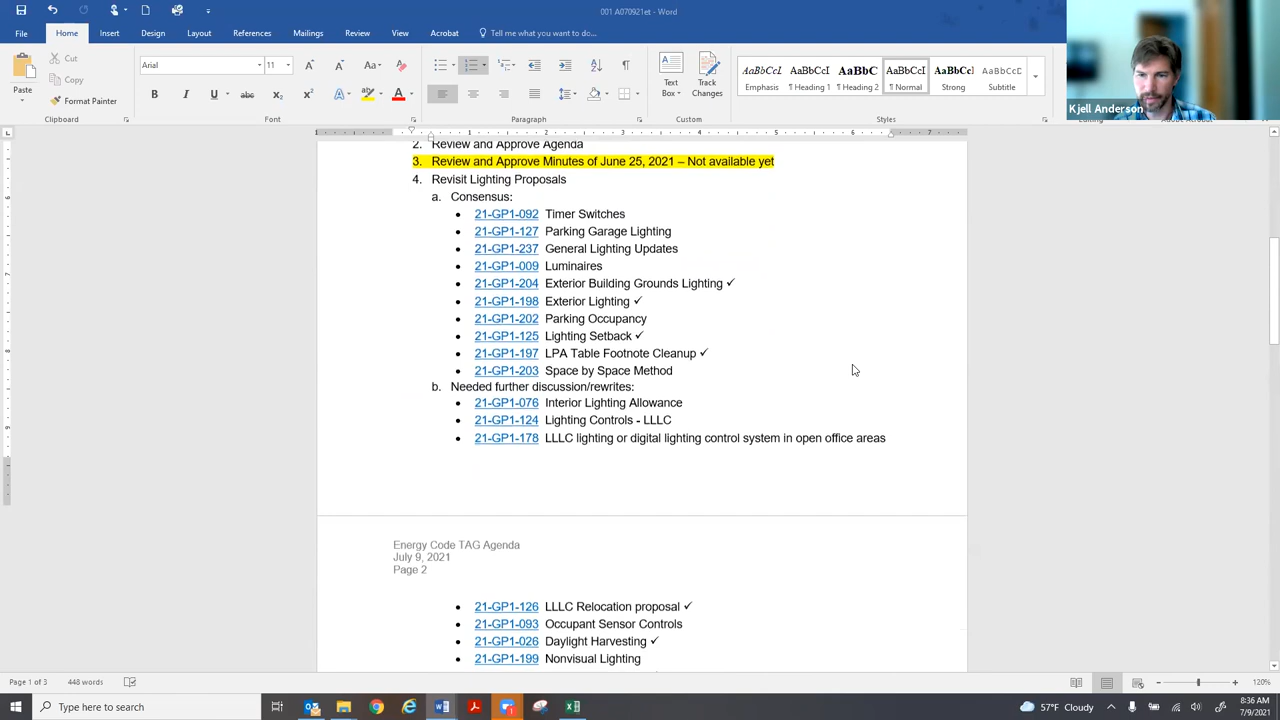 001 A070921et - Word
File Home Insert Design Layout References Mailings Review View Acrobat Tell me what you want to do...
Cut
Copy
Paste
Format Painter
Arial 11
Text Box
Track Changes
AaBbCcI AaBbCcI AaBbC AaBbCcI AaBbCcI AaBbCcI
Emphasis ¶ Heading 1 ¶ Heading 2 ¶ Normal Strong Subtitle
Kjell Anderson
Clipboard Font Paragraph Custom Styles Editing
2. Review and Approve Agenda
3. Review and Approve Minutes of June 25, 2021 – Not available yet
4. Revisit Lighting Proposals
a. Consensus:
• 21-GP1-092 Timer Switches
• 21-GP1-127 Parking Garage Lighting
• 21-GP1-237 General Lighting Updates
• 21-GP1-009 Luminaires
• 21-GP1-204 Exterior Building Grounds Lighting ✓
• 21-GP1-198 Exterior Lighting ✓
• 21-GP1-202 Parking Occupancy
• 21-GP1-125 Lighting Setback ✓
• 21-GP1-197 LPA Table Footnote Cleanup ✓
• 21-GP1-203 Space by Space Method
b. Needed further discussion/rewrites:
• 21-GP1-076 Interior Lighting Allowance
• 21-GP1-124 Lighting Controls - LLLC
• 21-GP1-178 LLLC lighting or digital lighting control system in open office areas
Energy Code TAG Agenda
July 9, 2021
Page 2
• 21-GP1-126 LLLC Relocation proposal ✓
• 21-GP1-093 Occupant Sensor Controls
• 21-GP1-026 Daylight Harvesting ✓
• 21-GP1-199 Nonvisual Lighting
Page 1 of 3 448 words 120%
Type here to search
57°F Cloudy
8:36 AM
7/9/2021